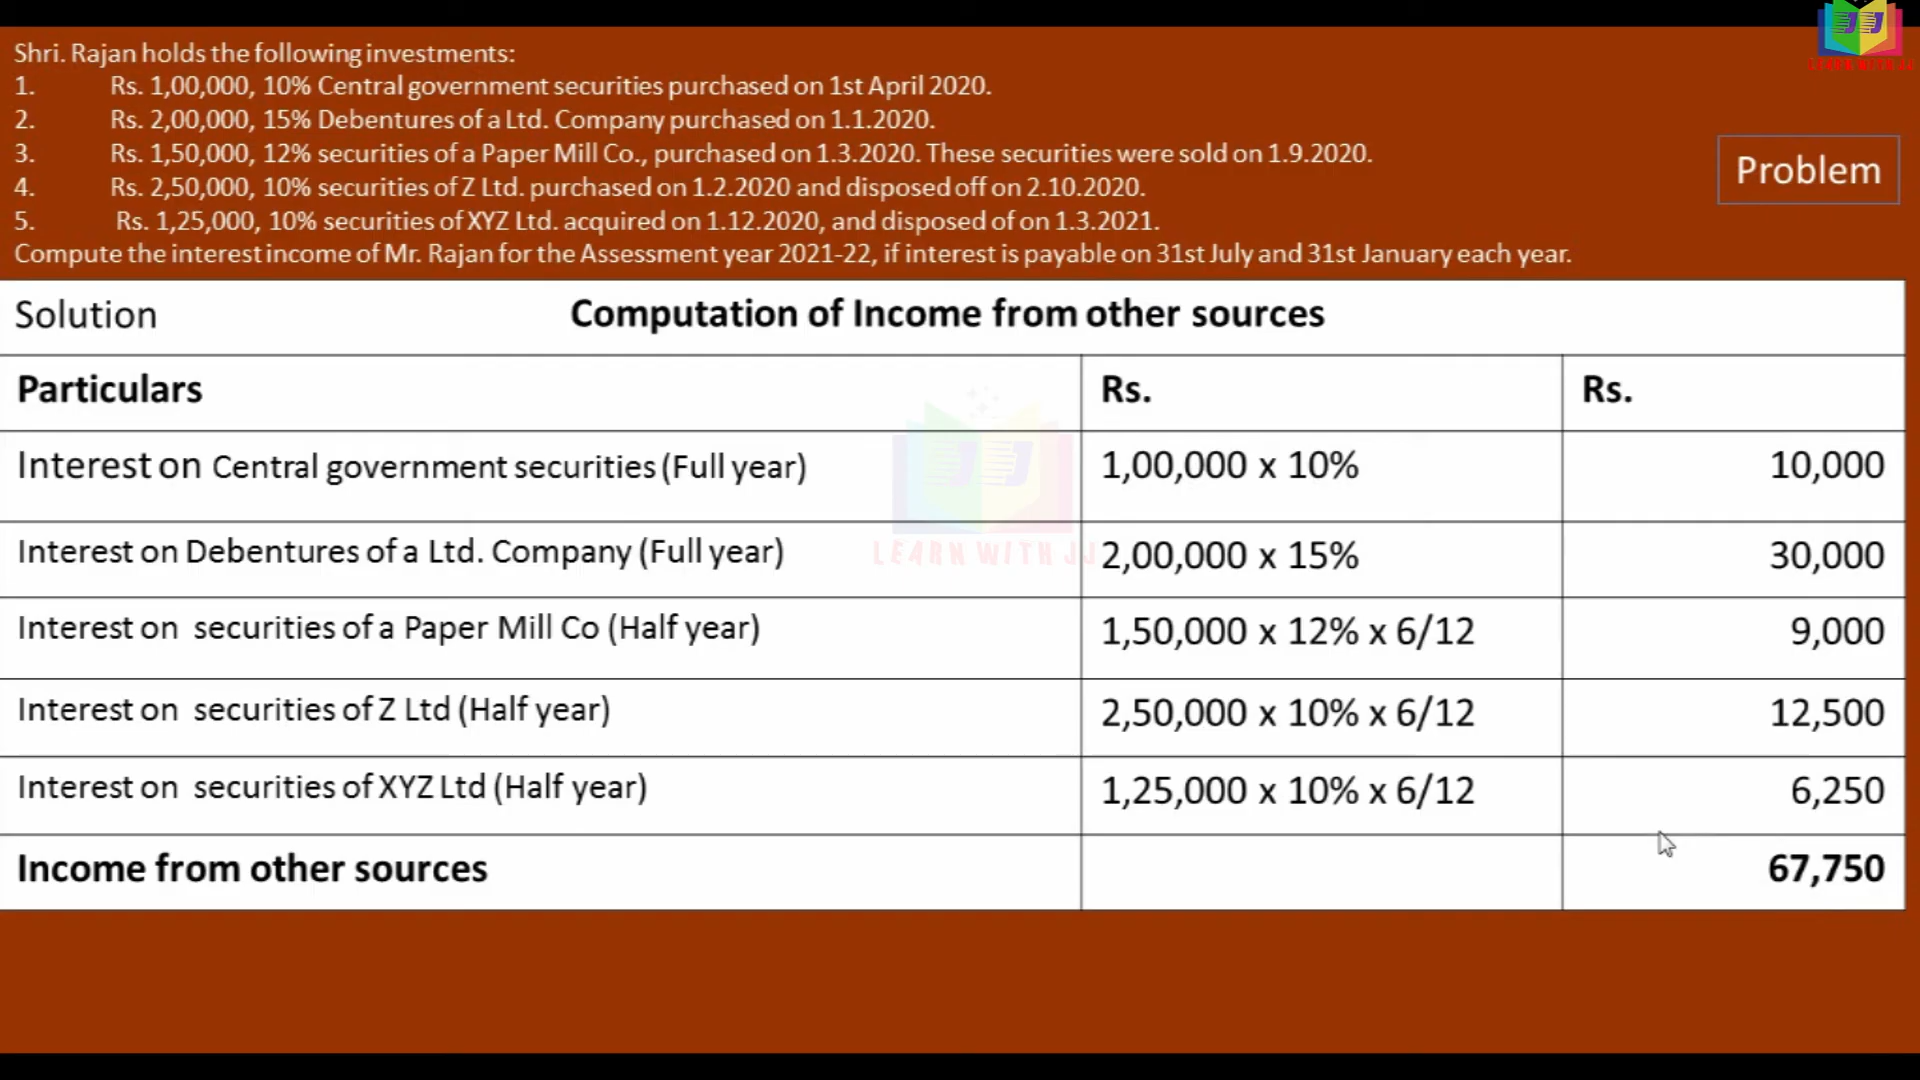 LEARN WITH JJ
Shri. Rajan holds the following investments:
1. Rs. 1,00,000, 10% Central government securities purchased on 1st April 2020.
2. Rs. 2,00,000, 15% Debentures of a Ltd. Company purchased on 1.1.2020.
3. Rs. 1,50,000, 12% securities of a Paper Mill Co., purchased on 1.3.2020. These securities were sold on 1.9.2020.
4. Rs. 2,50,000, 10% securities of Z Ltd. purchased on 1.2.2020 and disposed off on 2.10.2020.
5. Rs. 1,25,000, 10% securities of XYZ Ltd. acquired on 1.12.2020, and disposed of on 1.3.2021.
Compute the interest income of Mr. Rajan for the Assessment year 2021-22, if interest is payable on 31st July and 31st January each year.
Problem
Solution Computation of Income from other sources
Particulars Rs. Rs.
Interest on Central government securities (Full year) 1,00,000 x 10% 10,000
Interest on Debentures of a Ltd. Company (Full year) 2,00,000 x 15% 30,000
LEARN WITH JJ
Interest on securities of a Paper Mill Co (Half year) 1,50,000 x 12% x 6/12 9,000
Interest on securities of Z Ltd (Half year) 2,50,000 x 10% x 6/12 12,500
Interest on securities of XYZ Ltd (Half year) 1,25,000 x 10% x 6/12 6,250
Income from other sources 67,750